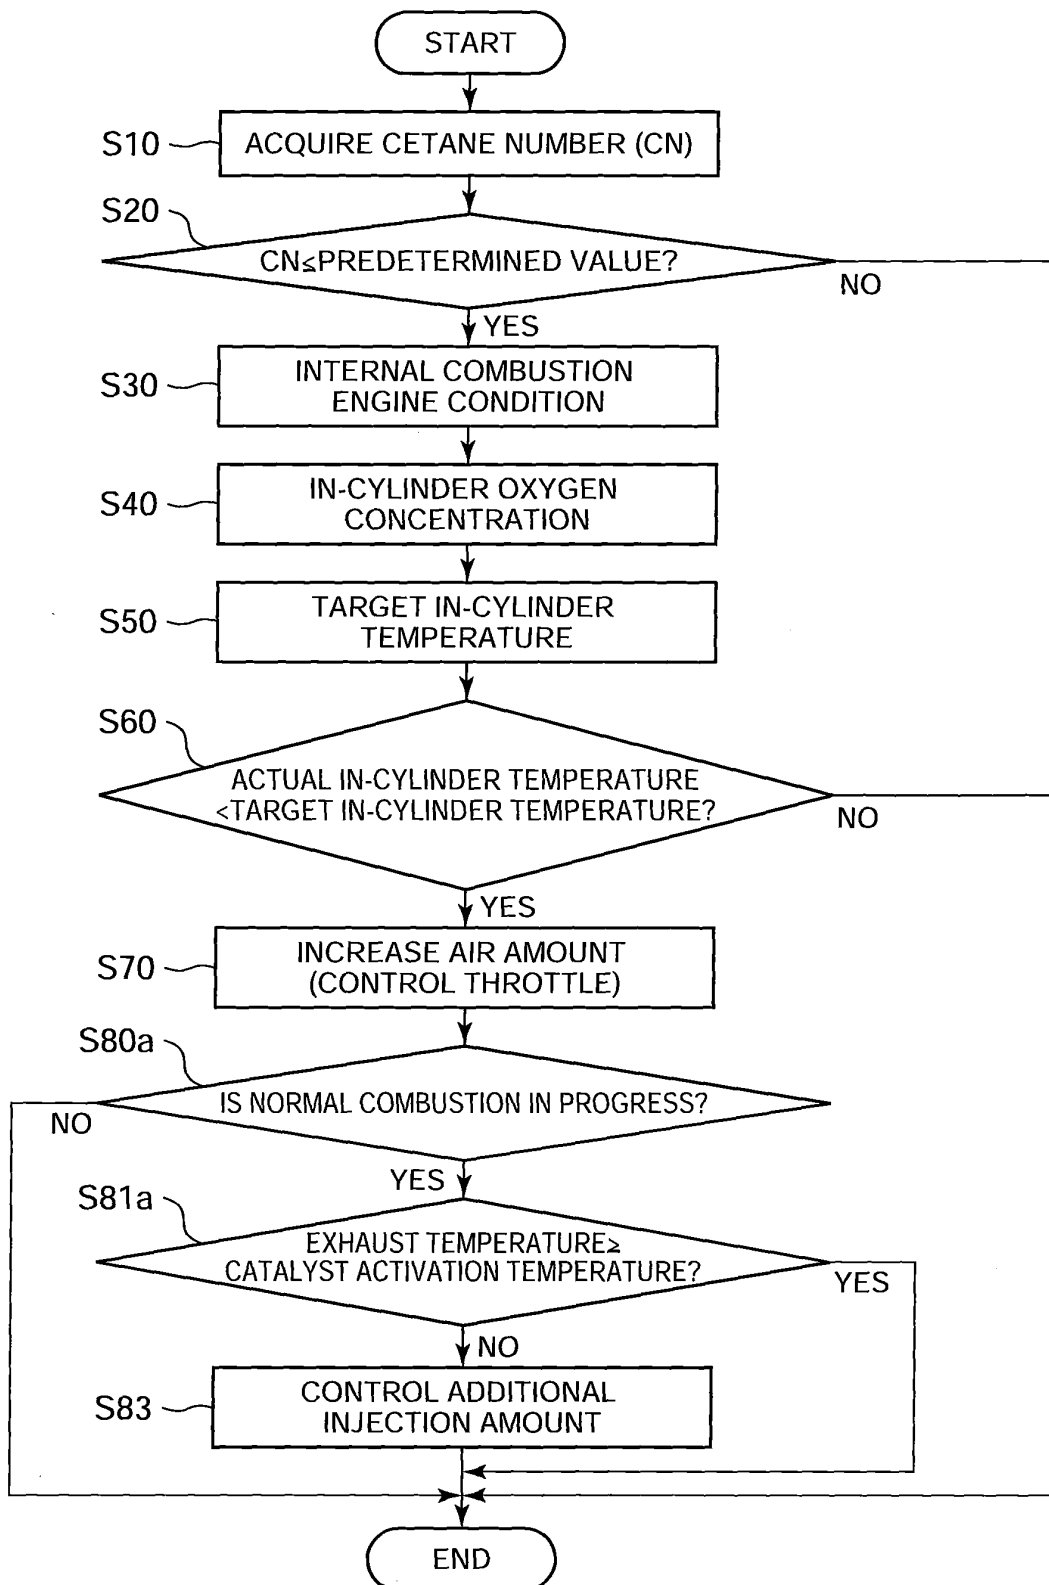 START
S10
ACQUIRE CETANE NUMBER (CN)
S20
CN≤PREDETERMINED VALUE?
NO
YES
S30
INTERNAL COMBUSTION
ENGINE CONDITION
S40
IN-CYLINDER OXYGEN
CONCENTRATION
S50
TARGET IN-CYLINDER
TEMPERATURE
S60
ACTUAL IN-CYLINDER TEMPERATURE
<TARGET IN-CYLINDER TEMPERATURE?
NO
YES
S70
INCREASE AIR AMOUNT
(CONTROL THROTTLE)
S80a
IS NORMAL COMBUSTION IN PROGRESS?
NO
YES
S81a
EXHAUST TEMPERATURE≥
CATALYST ACTIVATION TEMPERATURE?
YES
NO
S83
CONTROL ADDITIONAL
INJECTION AMOUNT
END